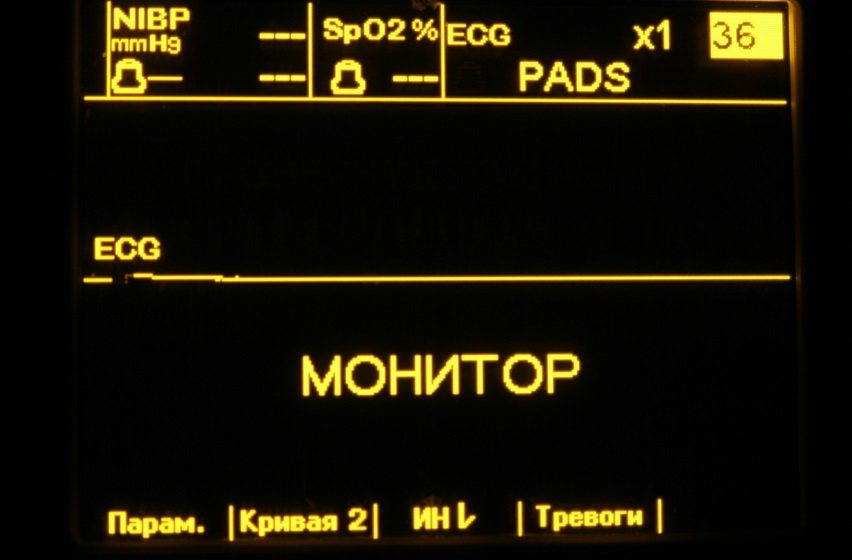 NIBP --- SpO2 % ECG x1 36
mmHg
— --- --- PADS
ECG
МОНИТОР
Парам. | Кривая 2 | ИН | Тревоги |